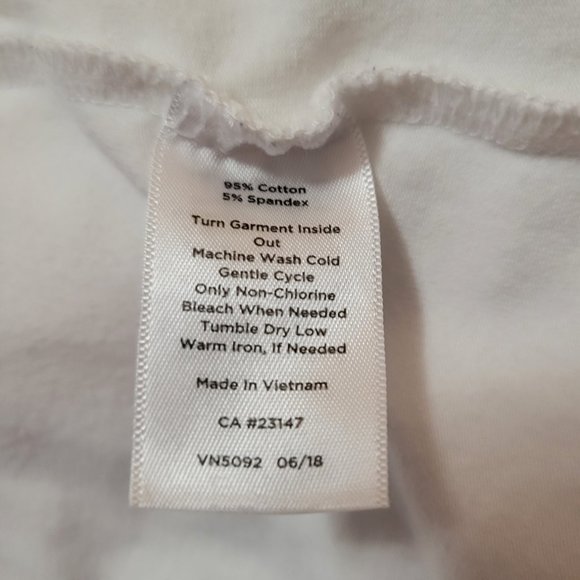 95% Cotton
5% Spandex
Turn Garment Inside
Out
Machine Wash Cold
Gentle Cycle
Only Non-Chlorine
Bleach When Needed
Tumble Dry Low
Warm Iron, If Needed
Made In Vietnam
CA #23147
VN5092 06/18